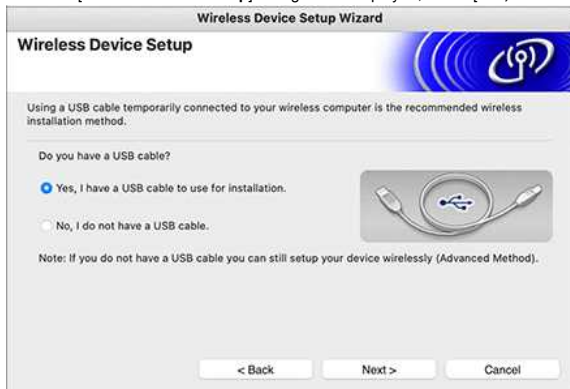 Wireless Device Setup Wizard
Wireless Device Setup
Using a USB cable temporarily connected to your wireless computer is the recommended wireless
installation method.
Do you have a USB cable?
Yes, I have a USB cable to use for installation.
No, I do not have a USB cable.
Note: If you do not have a USB cable you can still setup your device wirelessly (Advanced Method).
< Back
Next >
Cancel